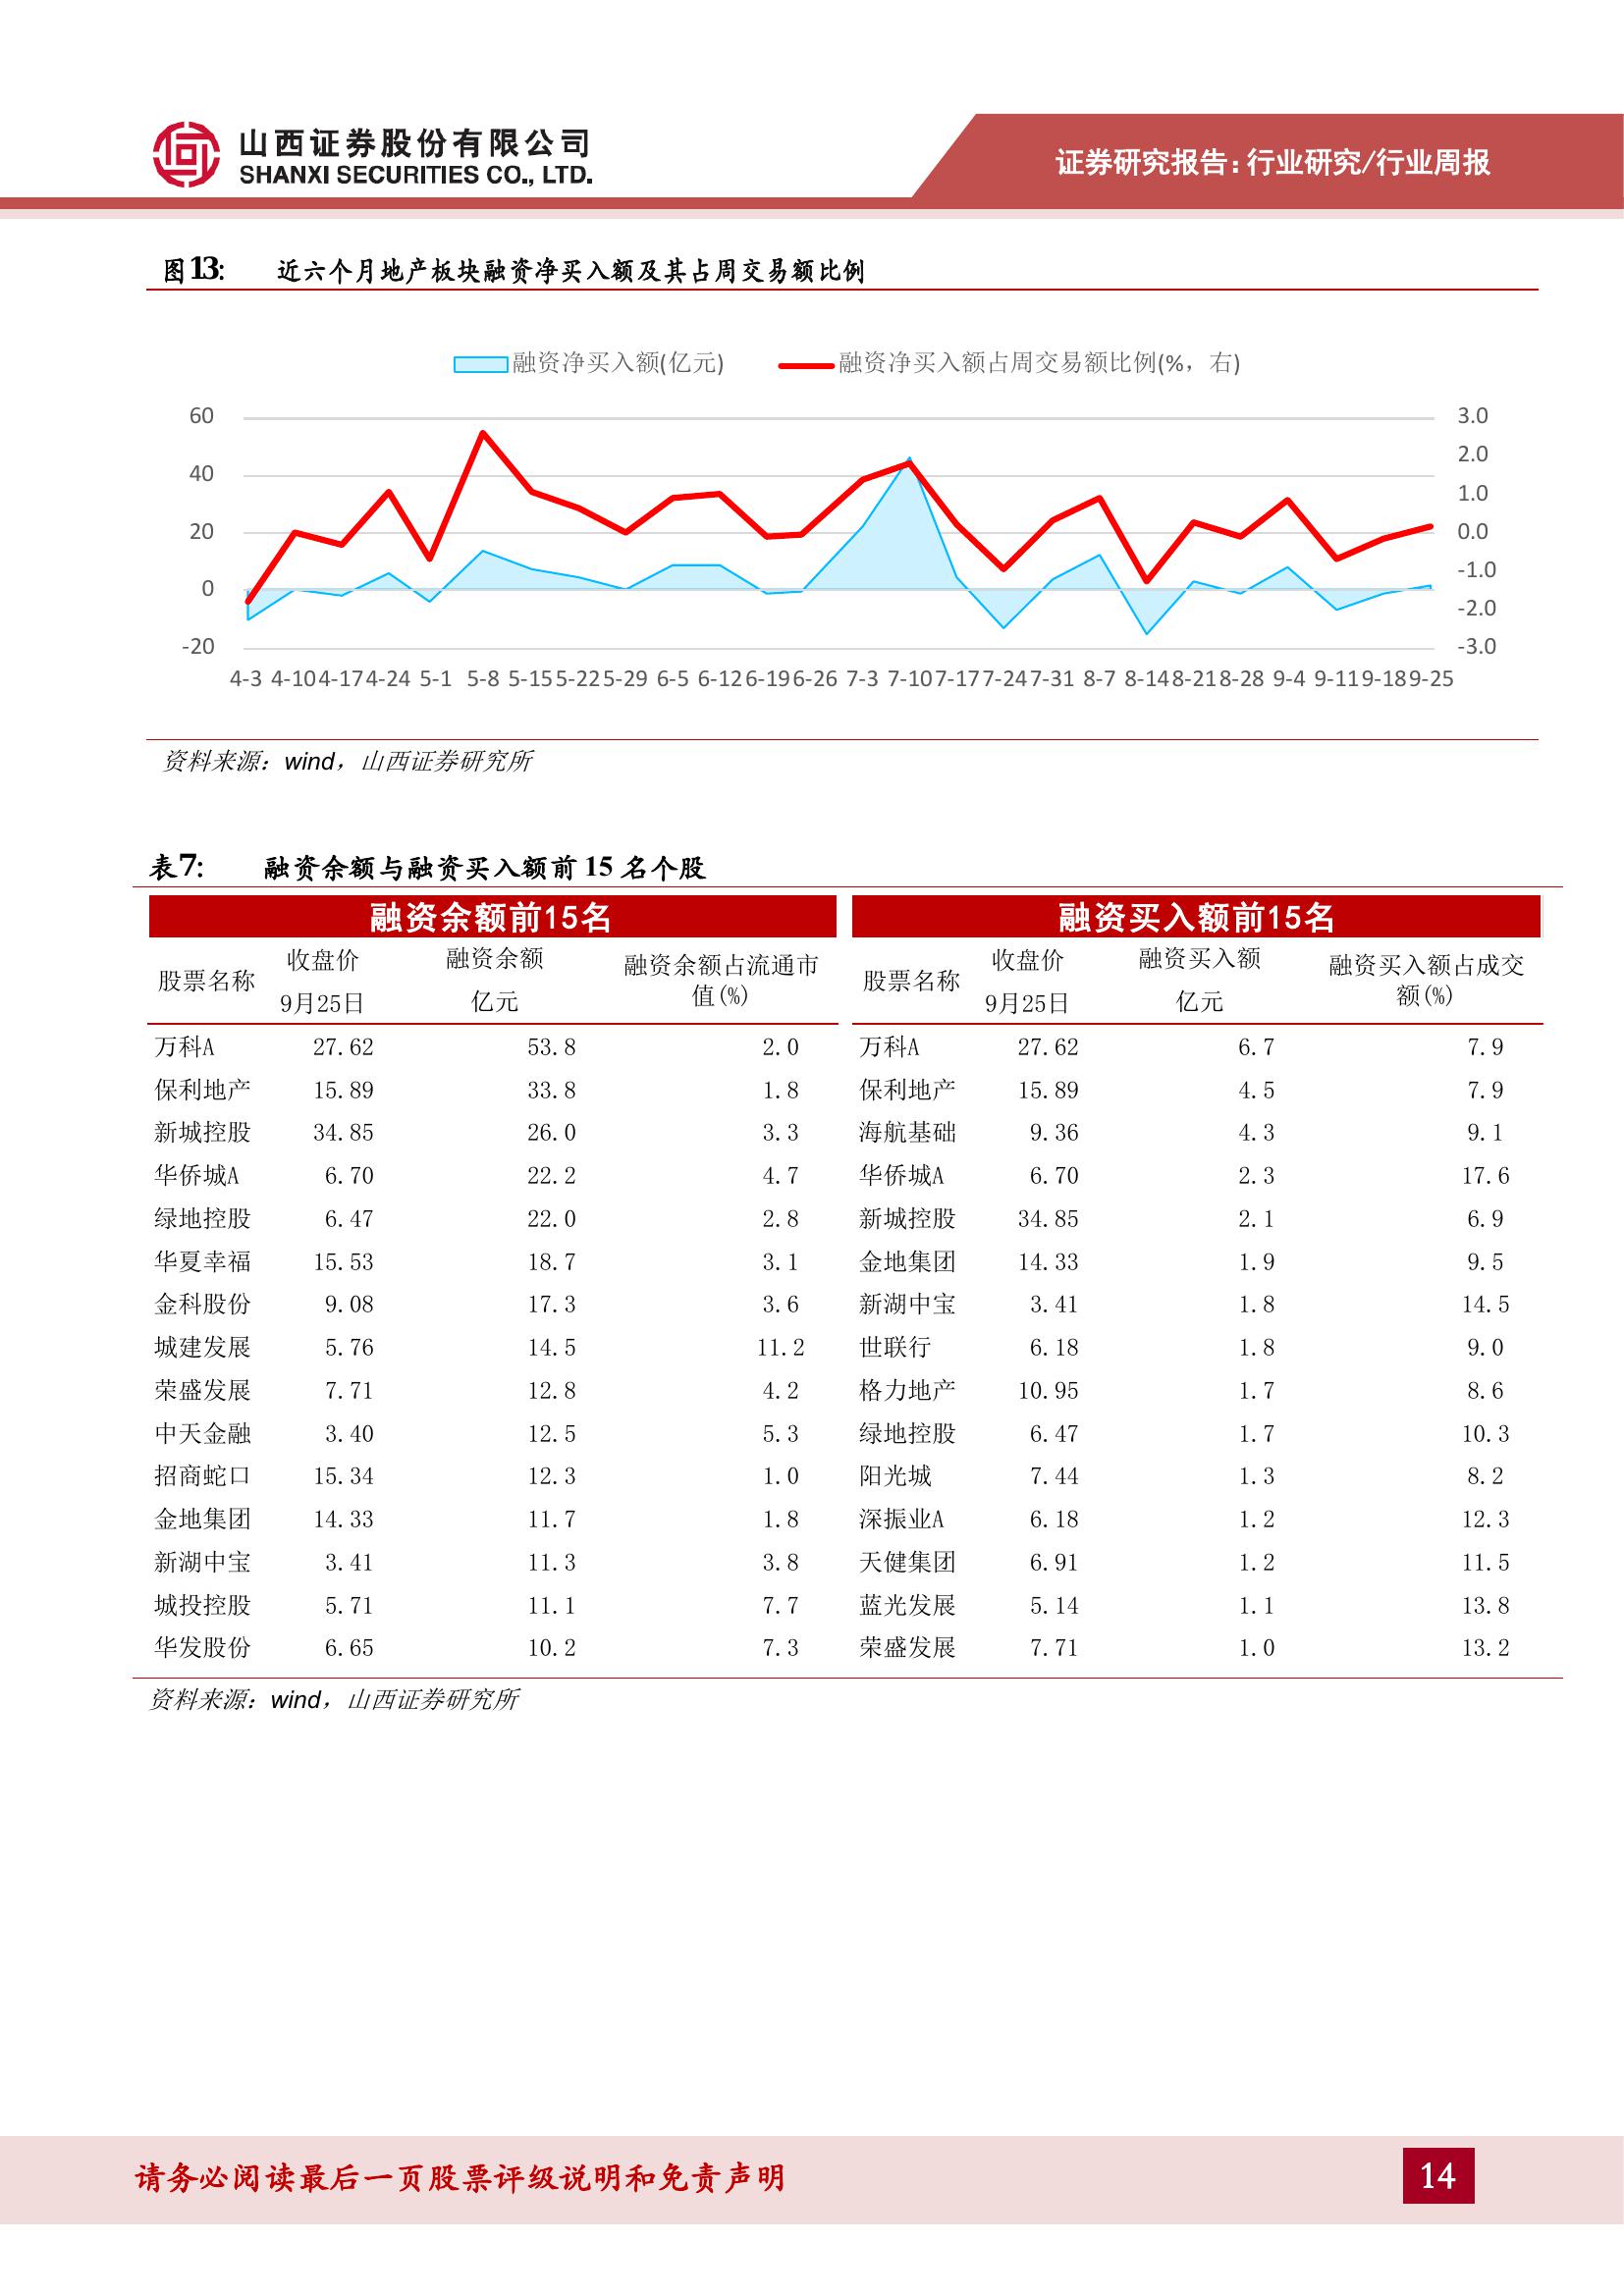 山西证券股份有限公司
SHANXI SECURITIES CO., LTD.
证券研究报告:行业研究/行业周报
图13: 近六个月地产板块融资净买入额及其占周交易额比例
融资净买入额(亿元) 融资净买入额占周交易额比例(%，右)
60 3.0
2.0
40
1.0
20 0.0
-1.0
0
-2.0
-20 -3.0
4-3 4-10 4-17 4-24 5-1 5-8 5-15 5-22 5-29 6-5 6-12 6-19 6-26 7-3 7-10 7-17 7-24 7-31 8-7 8-14 8-21 8-28 9-4 9-11 9-18 9-25
资料来源：wind，山西证券研究所
表7: 融资余额与融资买入额前 15 名个股
融资余额前15名 融资买入额前15名
股票名称 收盘价 9月25日 融资余额 亿元 融资余额占流通市值(%) 股票名称 收盘价 9月25日 融资买入额 亿元 融资买入额占成交额(%)
万科A 27.62 53.8 2.0 万科A 27.62 6.7 7.9
保利地产 15.89 33.8 1.8 保利地产 15.89 4.5 7.9
新城控股 34.85 26.0 3.3 海航基础 9.36 4.3 9.1
华侨城A 6.70 22.2 4.7 华侨城A 6.70 2.3 17.6
绿地控股 6.47 22.0 2.8 新城控股 34.85 2.1 6.9
华夏幸福 15.53 18.7 3.1 金地集团 14.33 1.9 9.5
金科股份 9.08 17.3 3.6 新湖中宝 3.41 1.8 14.5
城建发展 5.76 14.5 11.2 世联行 6.18 1.8 9.0
荣盛发展 7.71 12.8 4.2 格力地产 10.95 1.7 8.6
中天金融 3.40 12.5 5.3 绿地控股 6.47 1.7 10.3
招商蛇口 15.34 12.3 1.0 阳光城 7.44 1.3 8.2
金地集团 14.33 11.7 1.8 深振业A 6.18 1.2 12.3
新湖中宝 3.41 11.3 3.8 天健集团 6.91 1.2 11.5
城投控股 5.71 11.1 7.7 蓝光发展 5.14 1.1 13.8
华发股份 6.65 10.2 7.3 荣盛发展 7.71 1.0 13.2
资料来源：wind，山西证券研究所
请务必阅读最后一页股票评级说明和免责声明 14